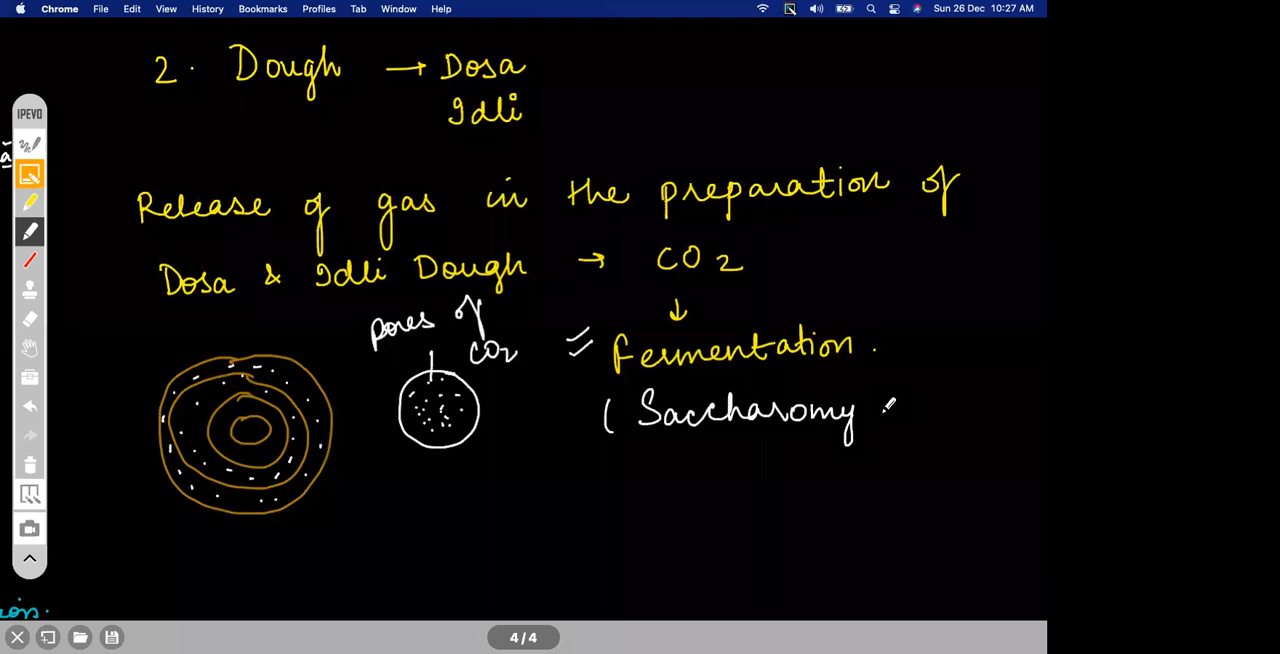 Chrome File Edit View History Bookmarks Profiles Tab Window Help Sun 26 Dec 10:27 AM
2. Dough → Dosa
Idli
IPEVO
Release of gas in the preparation of
Dosa & Idli Dough → CO2
↓
pores of
CO2
= Fermentation.
( Saccharomy
4/4